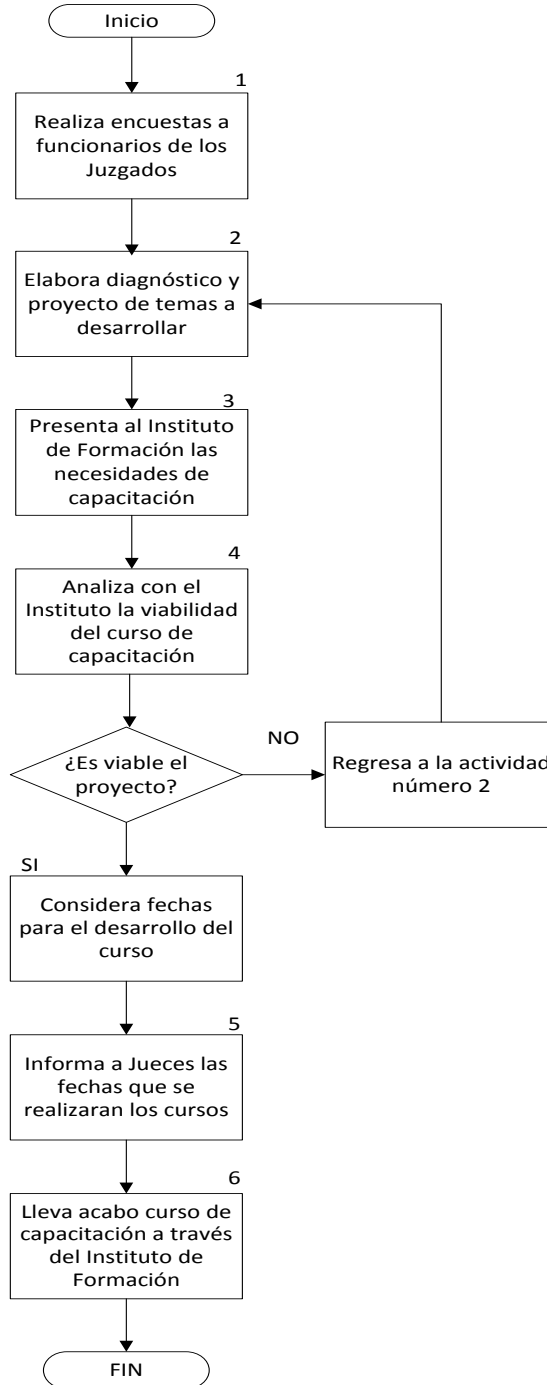 Inicio
1
Realiza encuestas a
funcionarios de los
Juzgados
2
Elabora diagnóstico y
proyecto de temas a
desarrollar
3
Presenta al Instituto
de Formación las
necesidades de
capacitación
4
Analiza con el
Instituto la viabilidad
del curso de
capacitación
¿Es viable el
proyecto?
NO
Regresa a la actividad
número 2
SI
Considera fechas
para el desarrollo del
curso
5
Informa a Jueces las
fechas que se
realizaran los cursos
6
Lleva acabo curso de
capacitación a través
del Instituto de
Formación
FIN